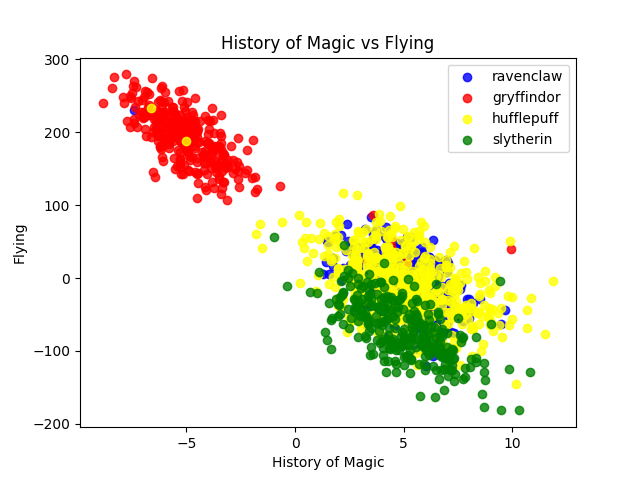 History of Magic vs Flying
300
200
100
0
−100
−200
Flying
ravenclaw
gryffindor
hufflepuff
slytherin
−5
0
5
10
History of Magic